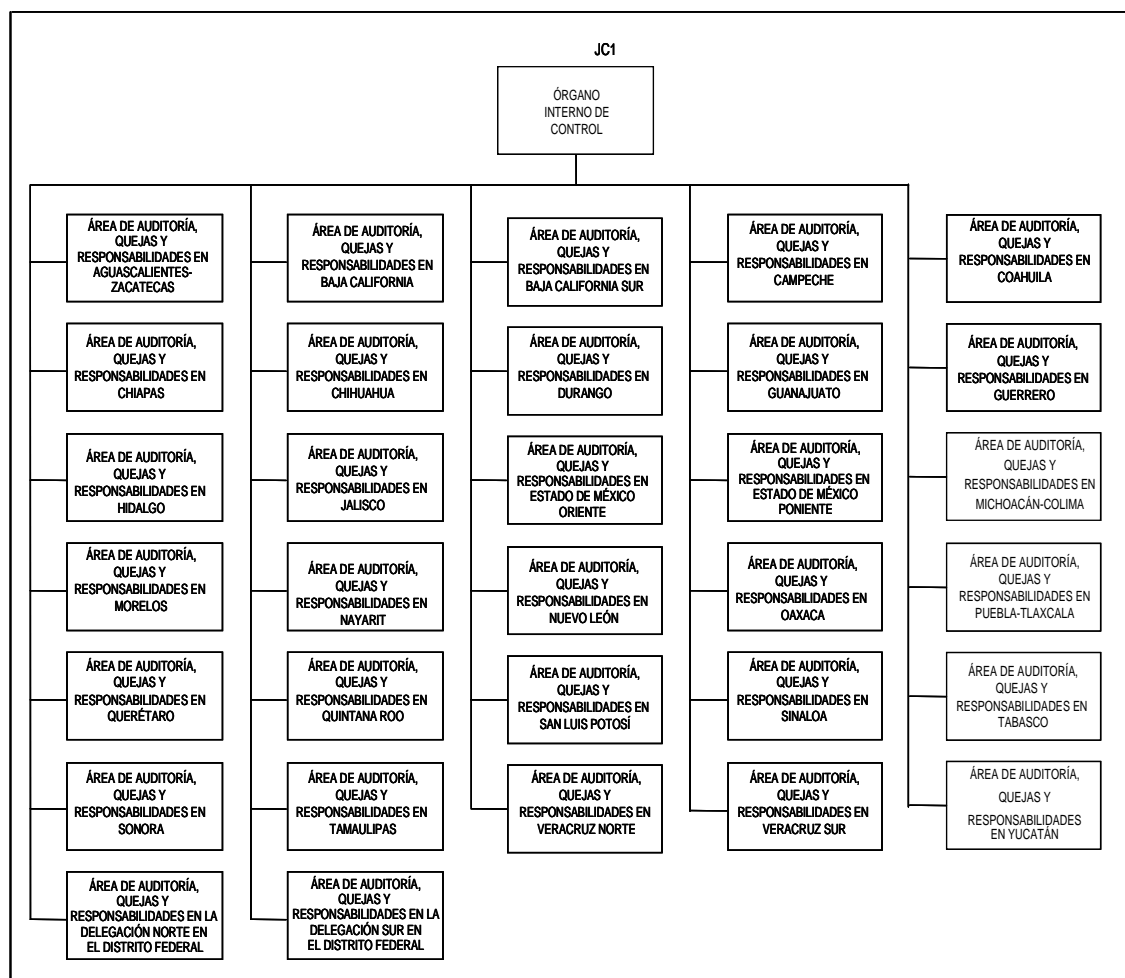 JC1
ÓRGANO
INTERNO DE
CONTROL
ÁREA DE AUDITORÍA,
QUEJAS Y
RESPONSABILIDADES EN
AGUASCALIENTES-
ZACATECAS
ÁREA DE AUDITORÍA,
QUEJAS Y
RESPONSABILIDADES EN
BAJA CALIFORNIA
ÁREA DE AUDITORÍA,
QUEJAS Y
RESPONSABILIDADES EN
BAJA CALIFORNIA SUR
ÁREA DE AUDITORÍA,
QUEJAS Y
RESPONSABILIDADES EN
CAMPECHE
ÁREA DE AUDITORÍA,
QUEJAS Y
RESPONSABILIDADES EN
COAHUILA
ÁREA DE AUDITORÍA,
QUEJAS Y
RESPONSABILIDADES EN
CHIAPAS
ÁREA DE AUDITORÍA,
QUEJAS Y
RESPONSABILIDADES EN
CHIHUAHUA
ÁREA DE AUDITORÍA,
QUEJAS Y
RESPONSABILIDADES EN
DURANGO
ÁREA DE AUDITORÍA,
QUEJAS Y
RESPONSABILIDADES EN
GUANAJUATO
ÁREA DE AUDITORÍA,
QUEJAS Y
RESPONSABILIDADES EN
GUERRERO
ÁREA DE AUDITORÍA,
QUEJAS Y
RESPONSABILIDADES EN
HIDALGO
ÁREA DE AUDITORÍA,
QUEJAS Y
RESPONSABILIDADES EN
JALISCO
ÁREA DE AUDITORÍA,
QUEJAS Y
RESPONSABILIDADES EN
ESTADO DE MÉXICO
ORIENTE
ÁREA DE AUDITORÍA,
QUEJAS Y
RESPONSABILIDADES EN
ESTADO DE MÉXICO
PONIENTE
ÁREA DE AUDITORÍA,
QUEJAS Y
RESPONSABILIDADES EN
MICHOACÁN-COLIMA
ÁREA DE AUDITORÍA,
QUEJAS Y
RESPONSABILIDADES EN
MORELOS
ÁREA DE AUDITORÍA,
QUEJAS Y
RESPONSABILIDADES EN
NAYARIT
ÁREA DE AUDITORÍA,
QUEJAS Y
RESPONSABILIDADES EN
NUEVO LEÓN
ÁREA DE AUDITORÍA,
QUEJAS Y
RESPONSABILIDADES EN
OAXACA
ÁREA DE AUDITORÍA,
QUEJAS Y
RESPONSABILIDADES EN
PUEBLA-TLAXCALA
ÁREA DE AUDITORÍA,
QUEJAS Y
RESPONSABILIDADES EN
QUERÉTARO
ÁREA DE AUDITORÍA,
QUEJAS Y
RESPONSABILIDADES EN
QUINTANA ROO
ÁREA DE AUDITORÍA,
QUEJAS Y
RESPONSABILIDADES EN
SAN LUIS POTOSÍ
ÁREA DE AUDITORÍA,
QUEJAS Y
RESPONSABILIDADES EN
SINALOA
ÁREA DE AUDITORÍA,
QUEJAS Y
RESPONSABILIDADES EN
TABASCO
ÁREA DE AUDITORÍA,
QUEJAS Y
RESPONSABILIDADES EN
SONORA
ÁREA DE AUDITORÍA,
QUEJAS Y
RESPONSABILIDADES EN
TAMAULIPAS
ÁREA DE AUDITORÍA,
QUEJAS Y
RESPONSABILIDADES EN
VERACRUZ NORTE
ÁREA DE AUDITORÍA,
QUEJAS Y
RESPONSABILIDADES EN
VERACRUZ SUR
ÁREA DE AUDITORÍA,
QUEJAS Y
RESPONSABILIDADES
EN YUCATÁN
ÁREA DE AUDITORÍA,
QUEJAS Y
RESPONSABILIDADES EN LA
DELEGACIÓN NORTE EN
EL DISTRITO FEDERAL
ÁREA DE AUDITORÍA,
QUEJAS Y
RESPONSABILIDADES EN LA
DELEGACIÓN SUR EN
EL DISTRITO FEDERAL